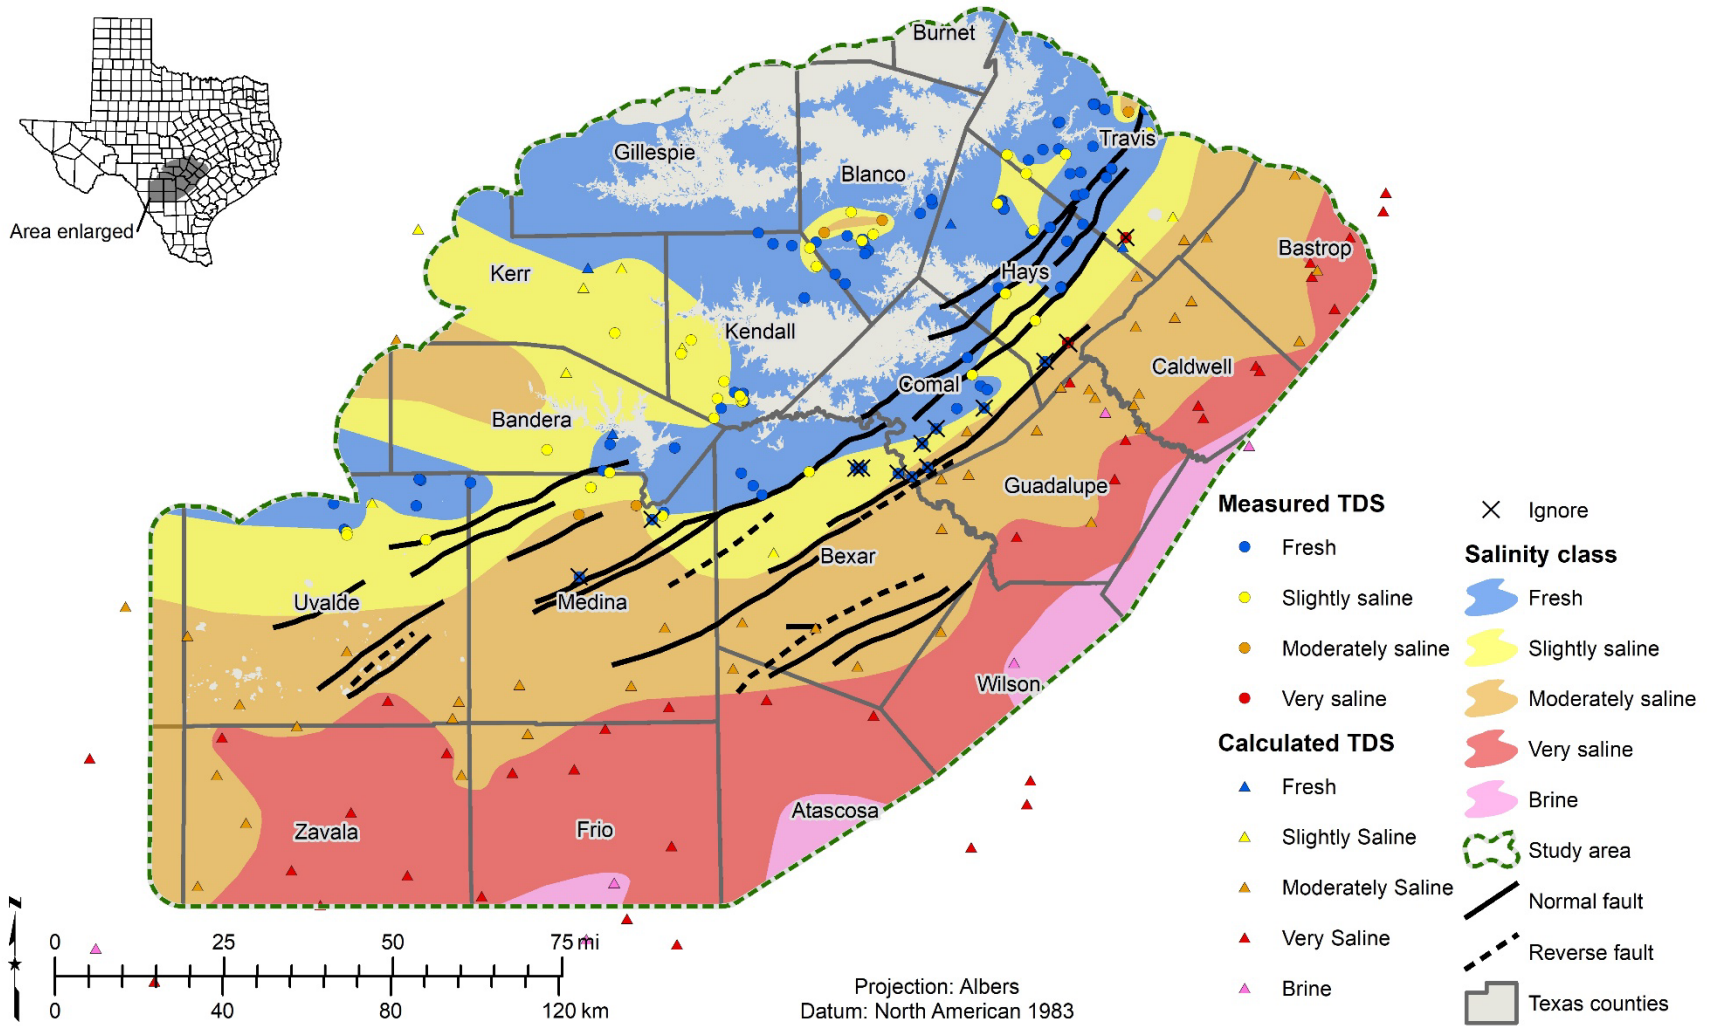 Burnet
Travis
Gillespie
Blanco
Area enlarged
Bastrop
Kerr
Hays
Kendall
Caldwell
Comal
Bandera
Guadalupe
Bexar
Uvalde
Medina
Wilson
Atascosa
Zavala
Frio
Measured TDS
Fresh
Slightly saline
Moderately saline
Very saline
Calculated TDS
Fresh
Slightly Saline
Moderately Saline
Very Saline
Brine
Ignore
Salinity class
Fresh
Slightly saline
Moderately saline
Very saline
Brine
Study area
Normal fault
Reverse fault
Texas counties
N
0 25 50 75 mi
0 40 80 120 km
Projection: Albers
Datum: North American 1983